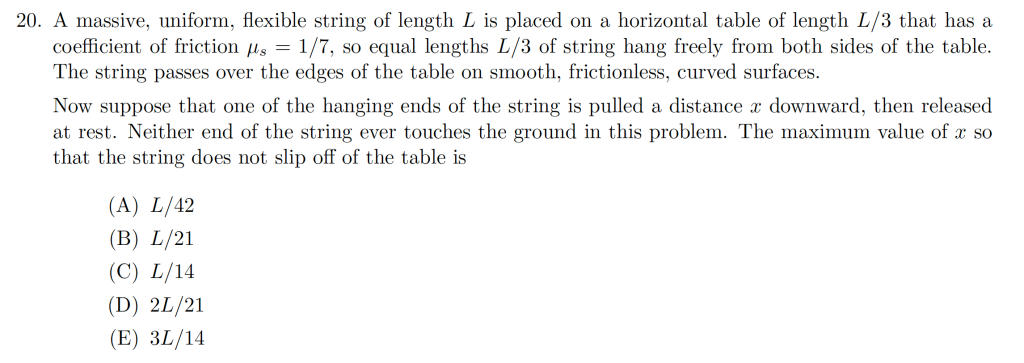 20. A massive, uniform, flexible string of length L is placed on a horizontal table of length L/3 that has a
coefficient of friction μₛ = 1/7, so equal lengths L/3 of string hang freely from both sides of the table.
The string passes over the edges of the table on smooth, frictionless, curved surfaces.
Now suppose that one of the hanging ends of the string is pulled a distance x downward, then released
at rest. Neither end of the string ever touches the ground in this problem. The maximum value of x so
that the string does not slip off of the table is
(A) L/42
(B) L/21
(C) L/14
(D) 2L/21
(E) 3L/14